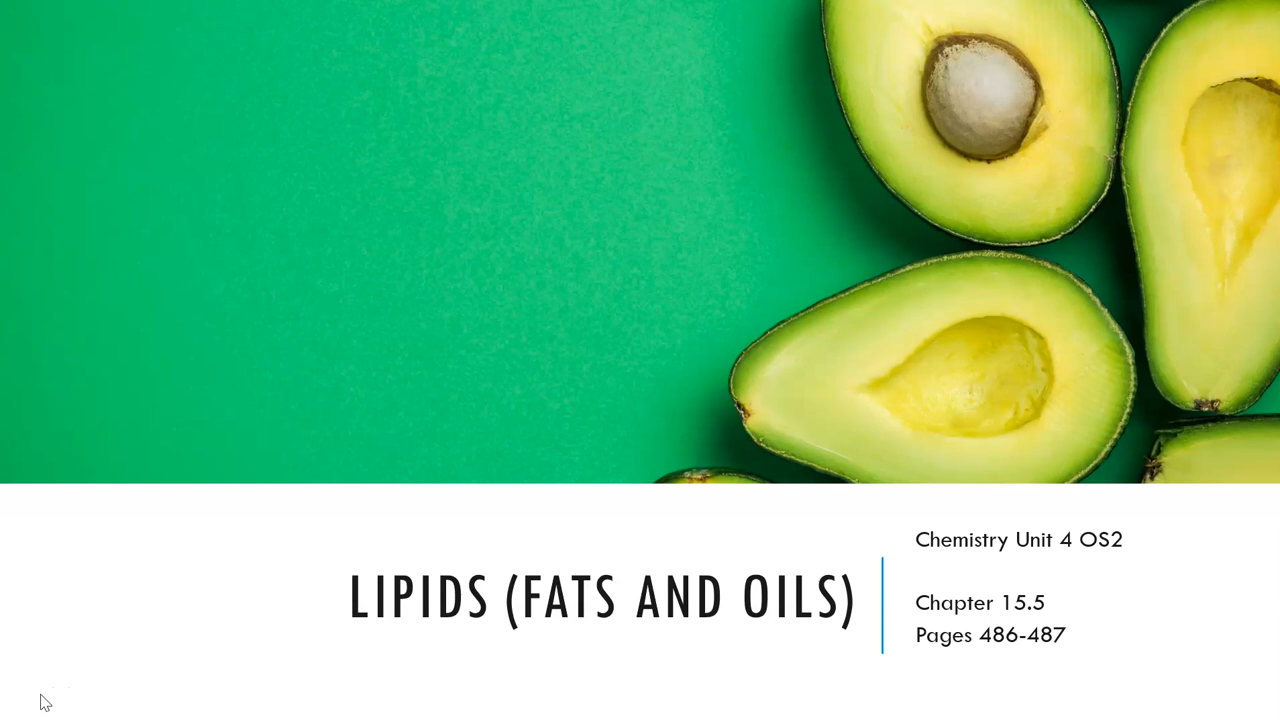 LIPIDS (FATS AND OILS)
Chemistry Unit 4 OS2
Chapter 15.5
Pages 486-487